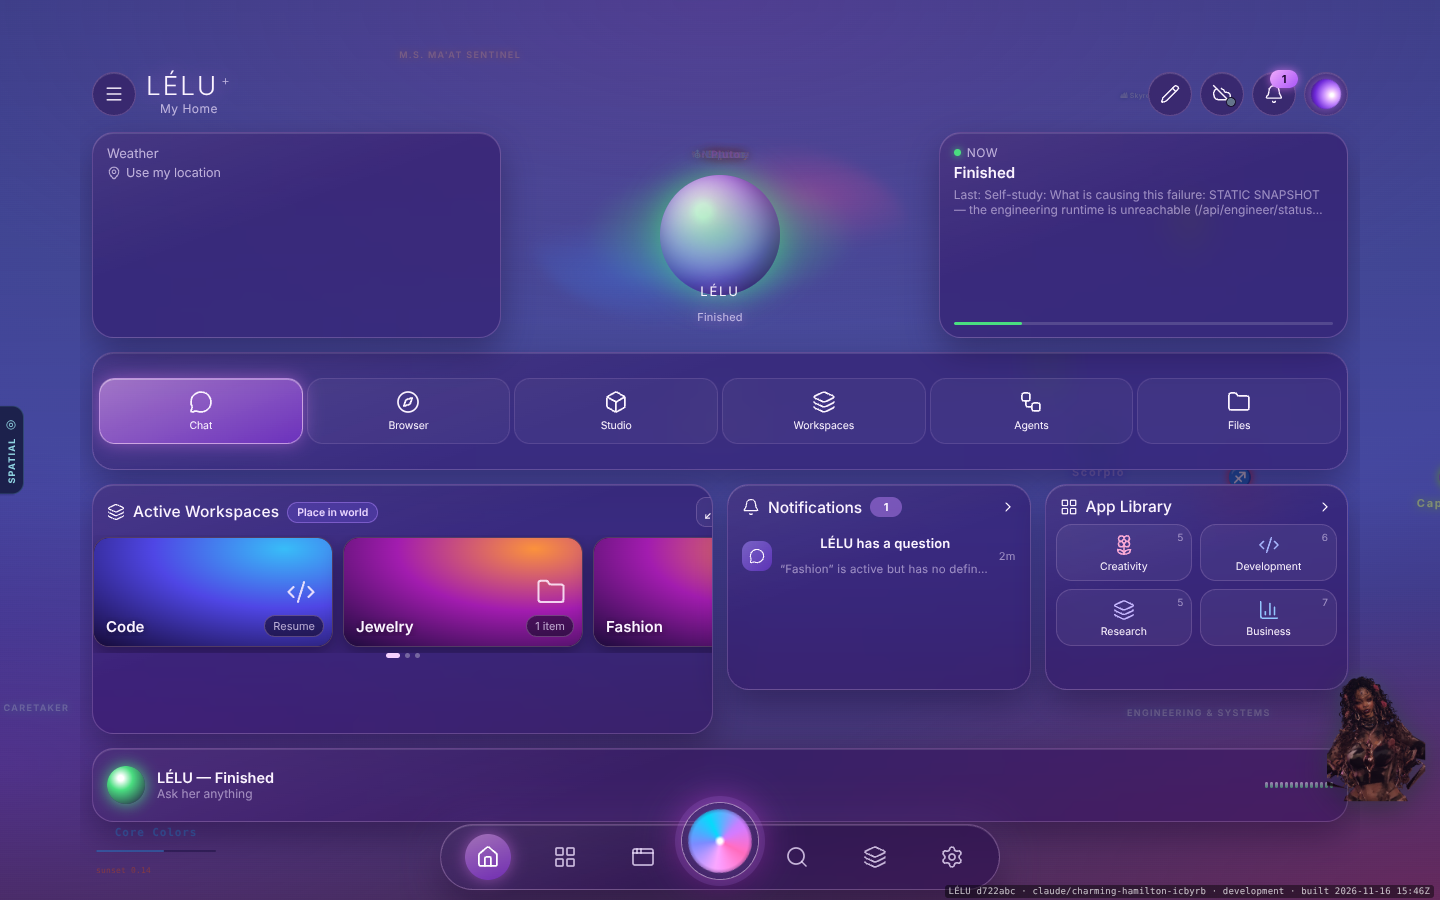 M.S. MA'AT SENTINEL
LÉLU +
My Home
1
Weather
Use my location
LÉLU
Finished
NOW
Finished
Last: Self-study: What is causing this failure: STATIC SNAPSHOT
— the engineering runtime is unreachable (/api/engineer/status...
Chat
Browser
Studio
Workspaces
Agents
Files
SPATIAL
Scorpio
Cap
Active Workspaces
Place in world
Code
Resume
Jewelry
1 item
Fashion
Notifications
1
LÉLU has a question
2m
“Fashion” is active but has no defin...
App Library
Creativity
5
Development
6
Research
5
Business
7
CARETAKER
ENGINEERING & SYSTEMS
LÉLU — Finished
Ask her anything
Core Colors
sunset 0.14
LÉLU d722abc · claude/charming-hamilton-icbyrb · development · built 2026-11-16 15:46Z